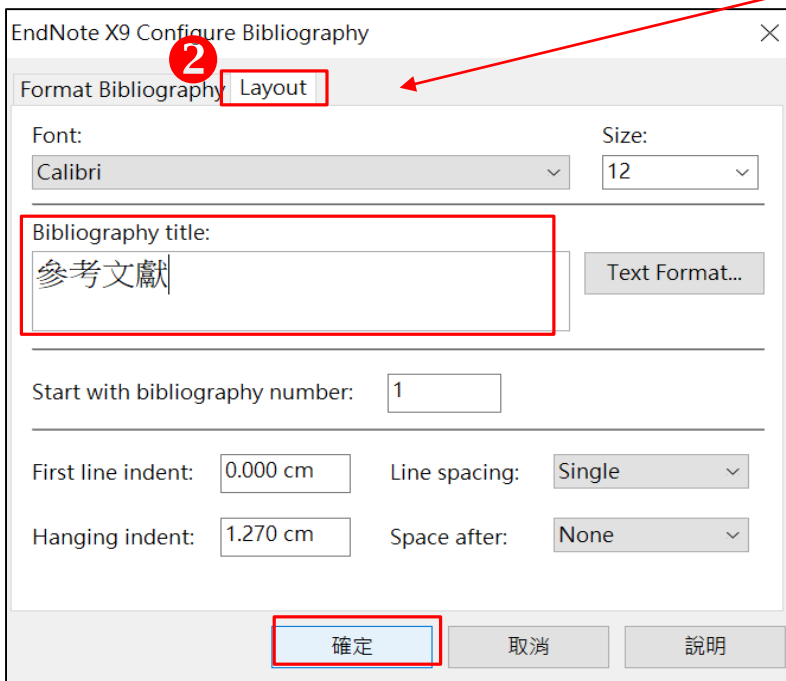 EndNote X9 Configure Bibliography
2
Format Bibliography Layout
Font: Size:
Calibri 12
Bibliography title:
參考文獻
Text Format...
Start with bibliography number: 1
First line indent: 0.000 cm Line spacing: Single
Hanging indent: 1.270 cm Space after: None
確定 取消 說明